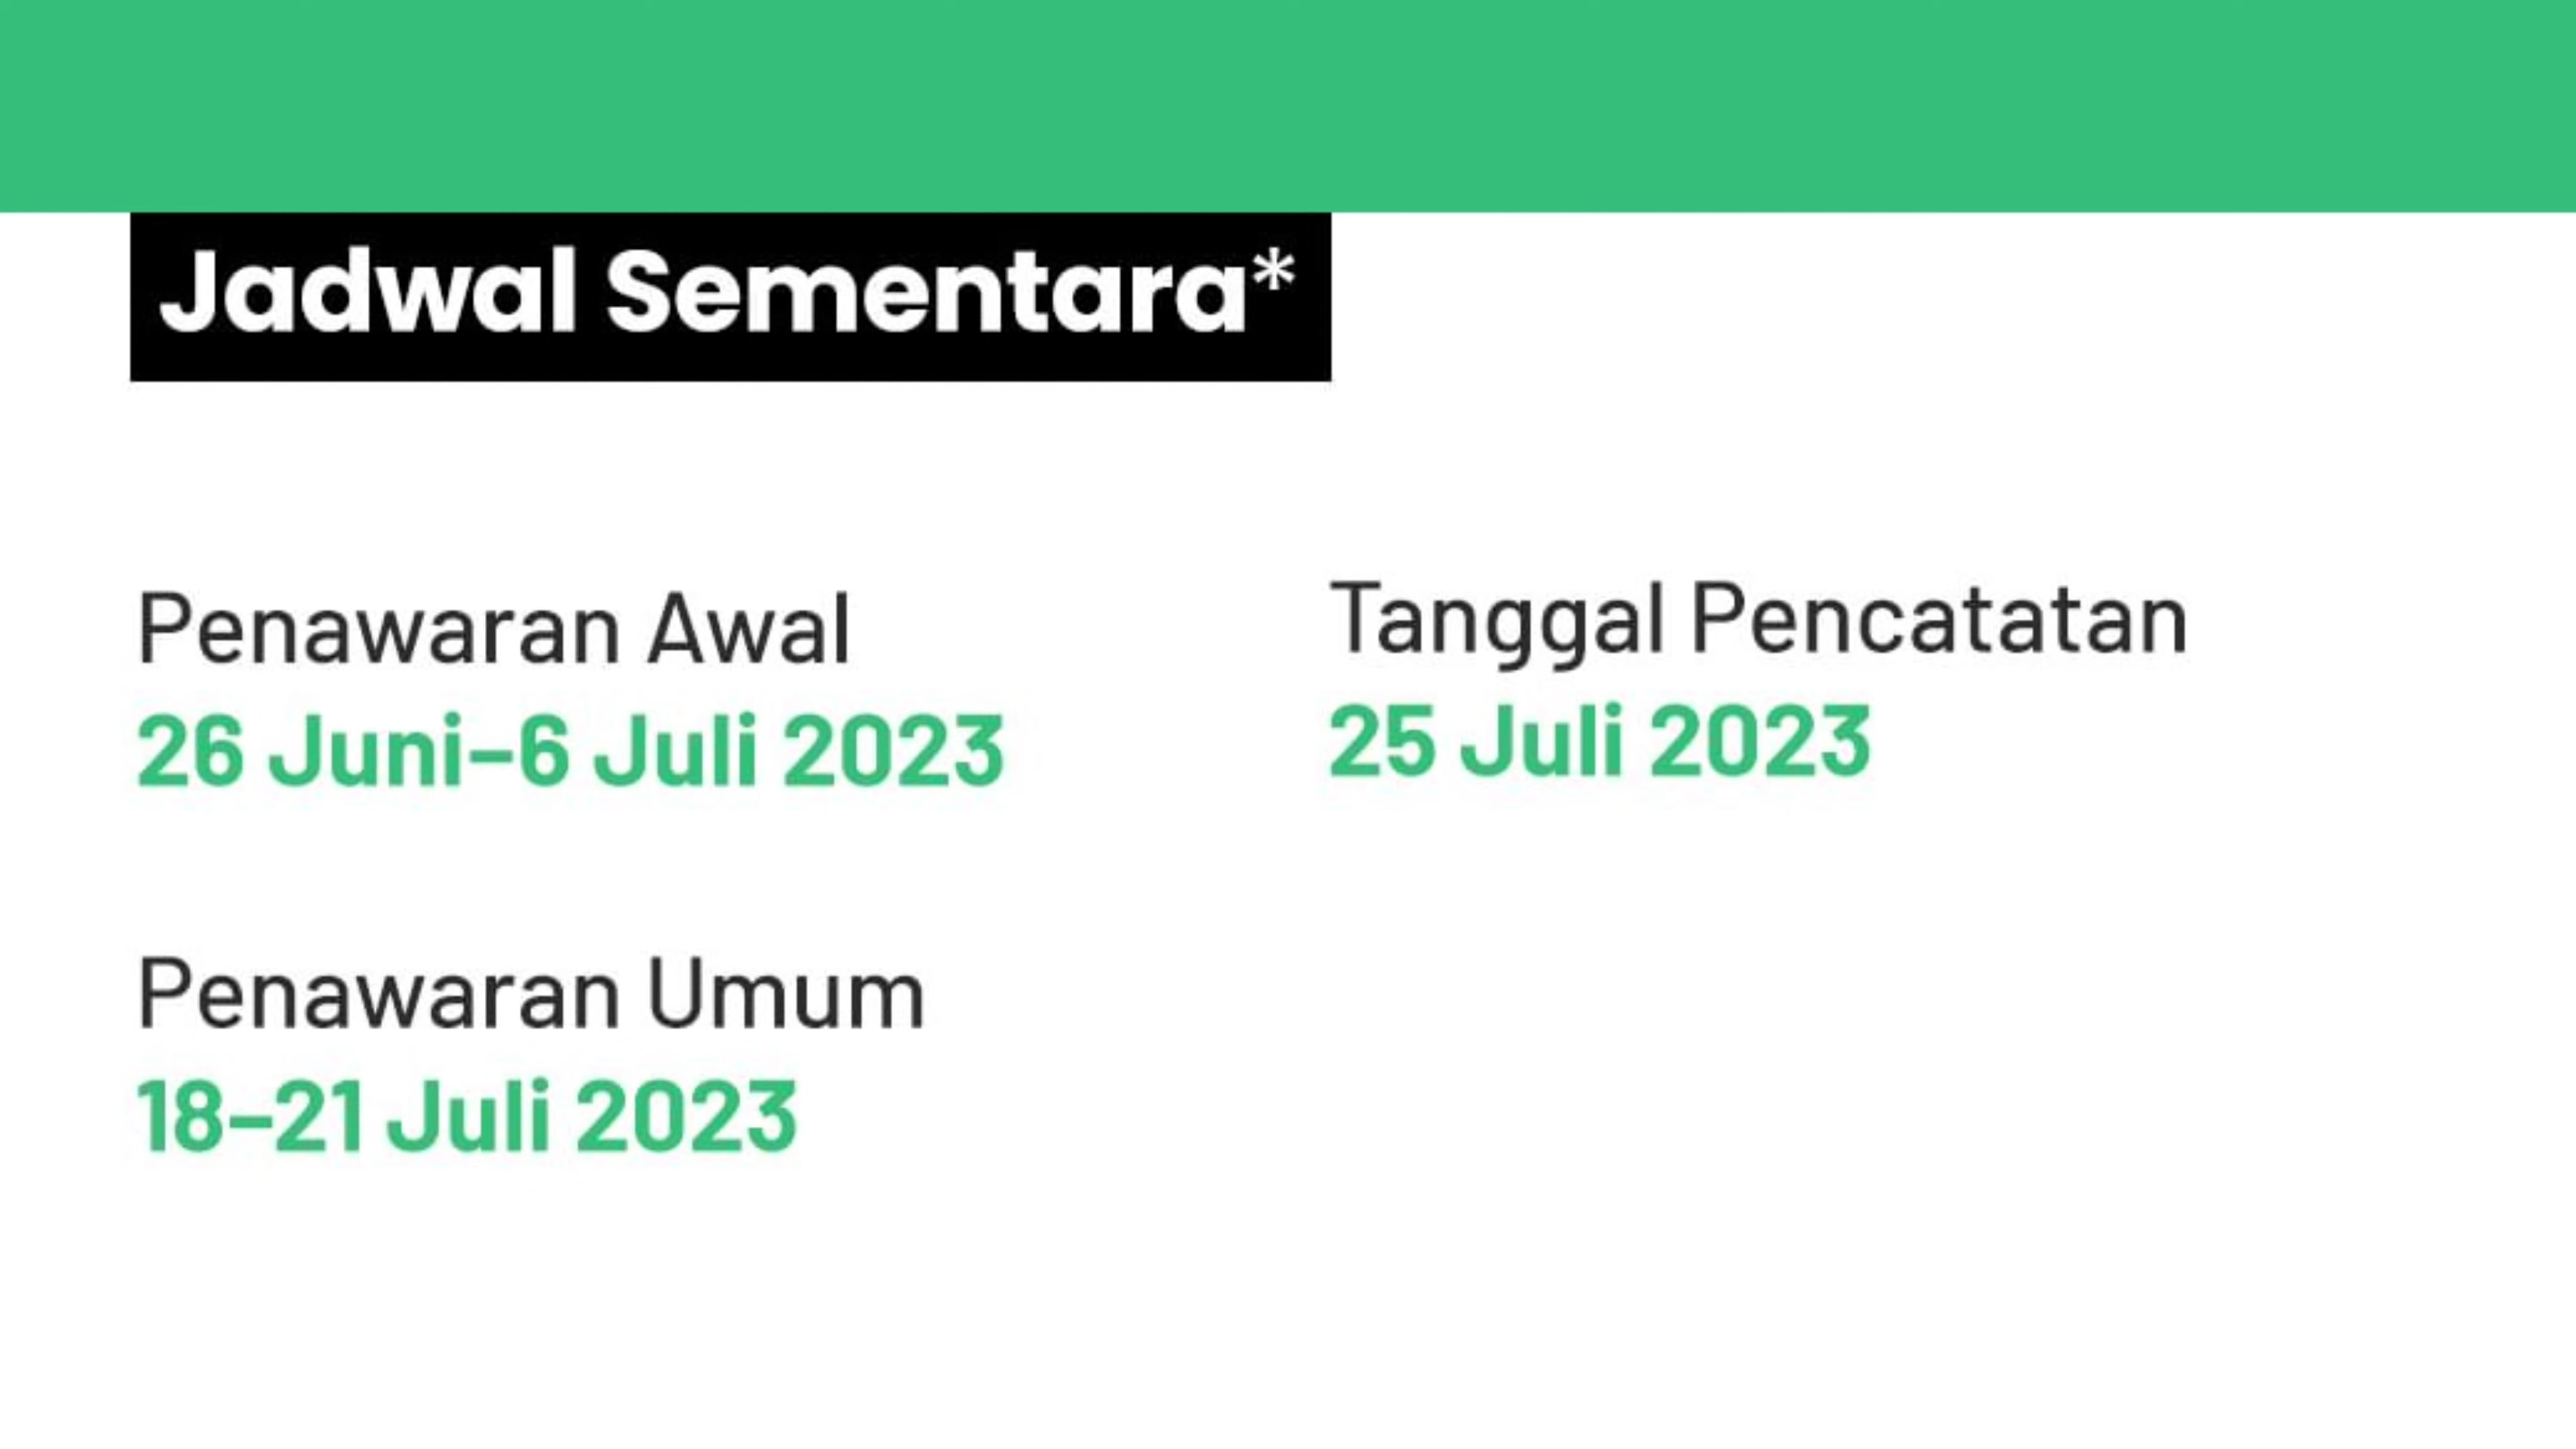 Jadwal Sementara*
Penawaran Awal
26 Juni–6 Juli 2023
Penawaran Umum
18–21 Juli 2023
Tanggal Pencatatan
25 Juli 2023